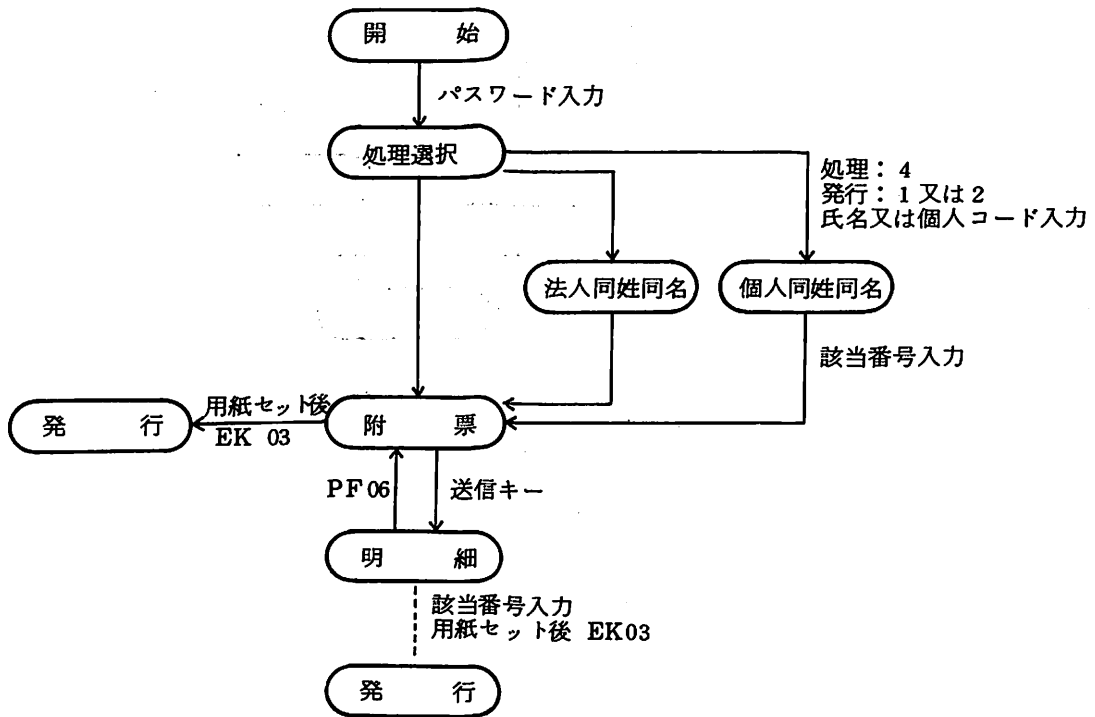 開始
パスワード入力
処理選択
処理：4
発行：1又は2
氏名又は個人コード入力
法人同姓同名
個人同姓同名
該当番号入力
発行
用紙セット後
EK 03
附票
PF06
送信キー
明細
該当番号入力
用紙セット後 EK03
発行